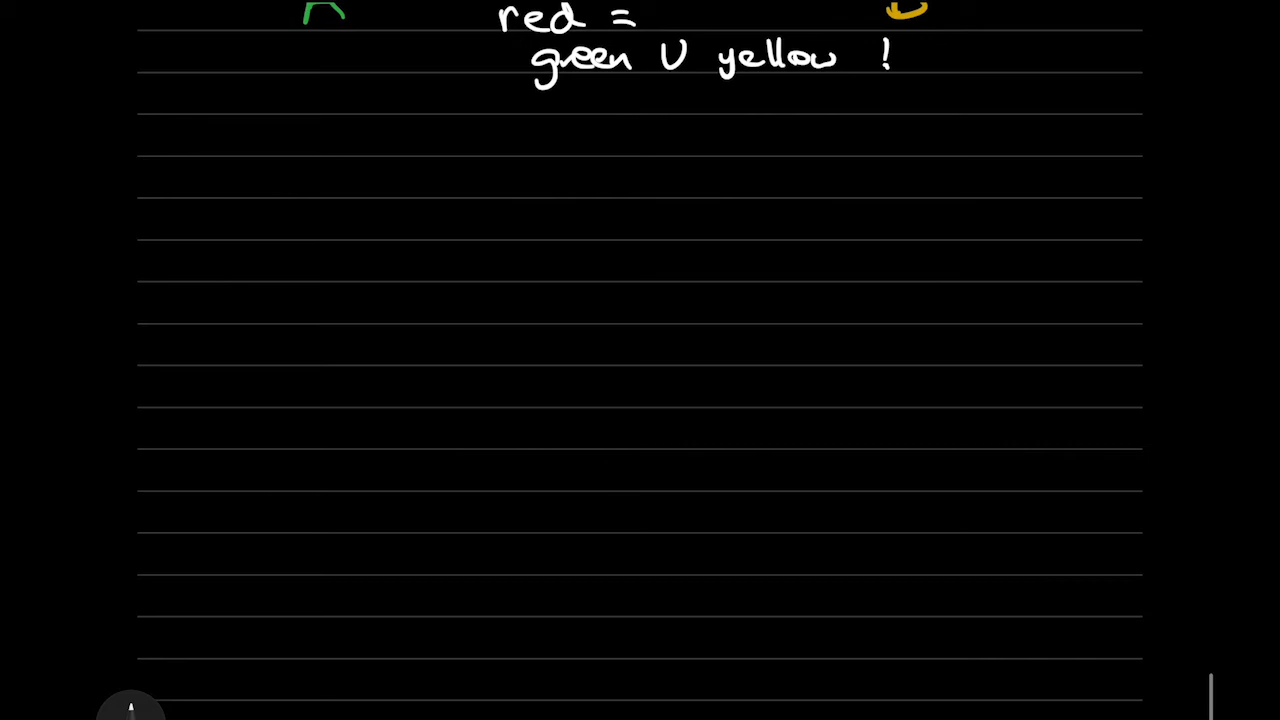 red =
green U yellow !